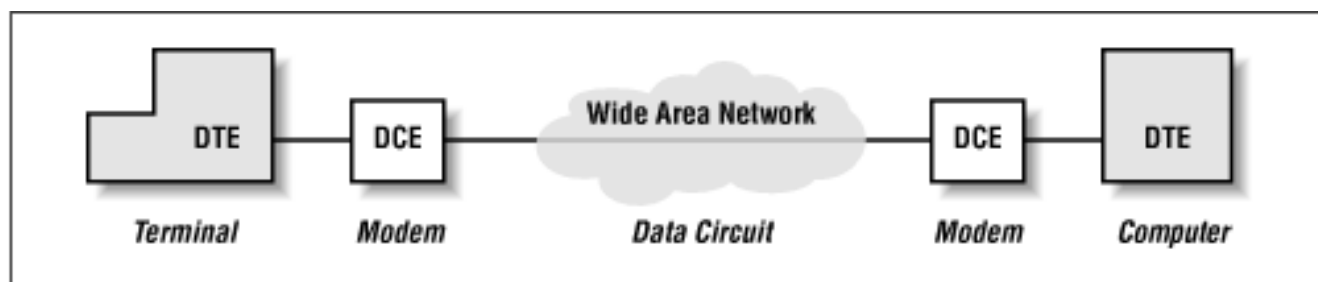 Wide Area Network
DTE
DCE
DCE
DTE
Terminal
Modem
Data Circuit
Modem
Computer